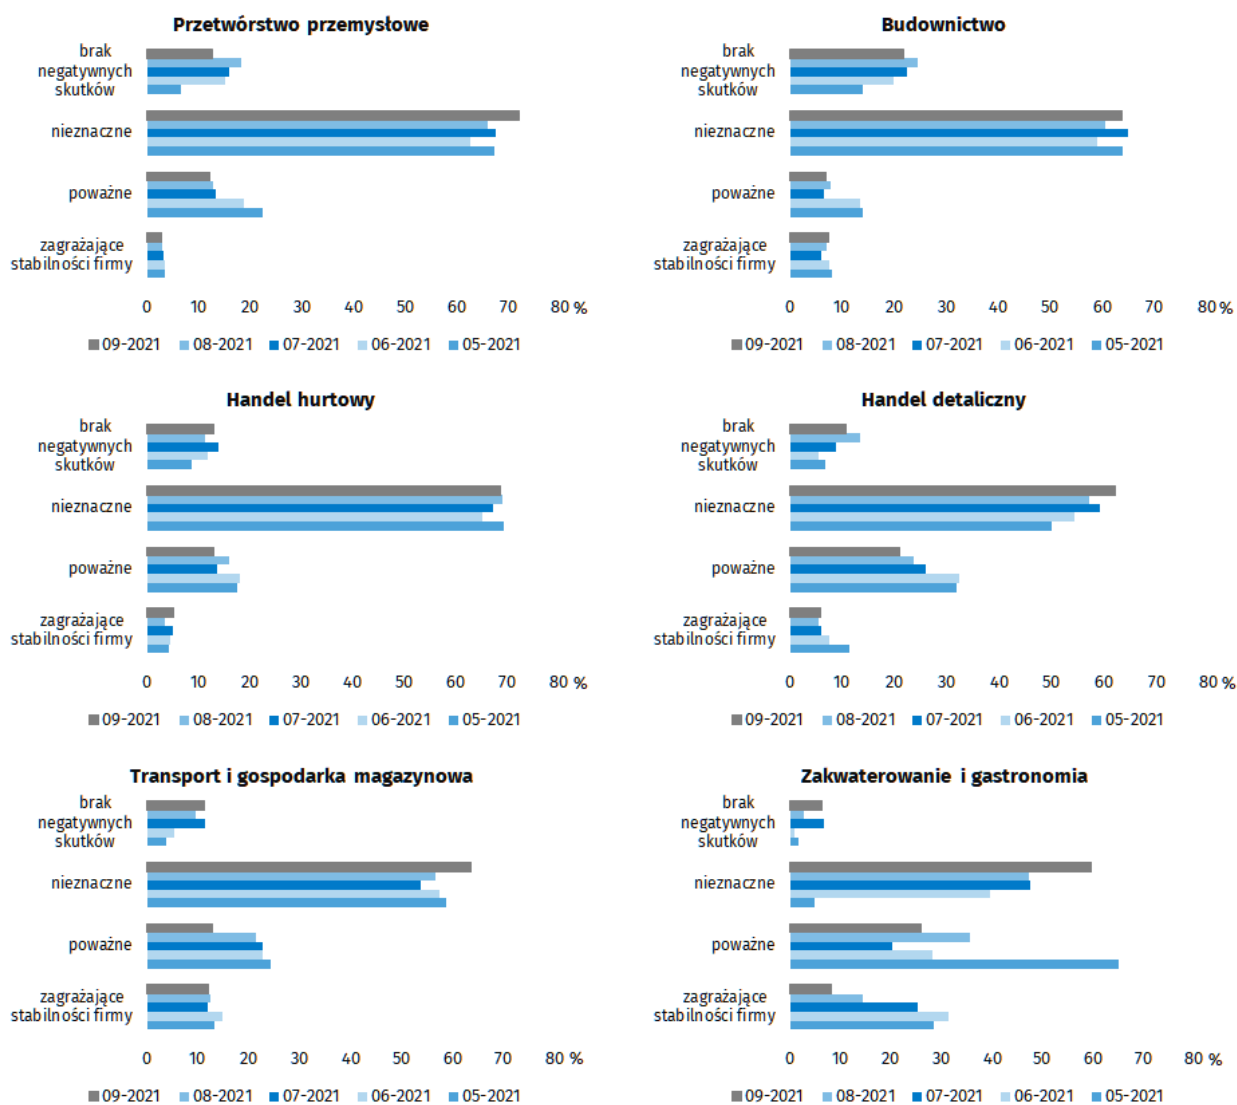 Przetwórstwo przemysłowe
brak
negatywnych
skutków
nieznaczne
poważne
zagrażające
stabilności firmy
0 10 20 30 40 50 60 70 80 %
09-2021 08-2021 07-2021 06-2021 05-2021
Budownictwo
brak
negatywnych
skutków
nieznaczne
poważne
zagrażające
stabilności firmy
0 10 20 30 40 50 60 70 80 %
09-2021 08-2021 07-2021 06-2021 05-2021
Handel hurtowy
brak
negatywnych
skutków
nieznaczne
poważne
zagrażające
stabilności firmy
0 10 20 30 40 50 60 70 80 %
09-2021 08-2021 07-2021 06-2021 05-2021
Handel detaliczny
brak
negatywnych
skutków
nieznaczne
poważne
zagrażające
stabilności firmy
0 10 20 30 40 50 60 70 80 %
09-2021 08-2021 07-2021 06-2021 05-2021
Transport i gospodarka magazynowa
brak
negatywnych
skutków
nieznaczne
poważne
zagrażające
stabilności firmy
0 10 20 30 40 50 60 70 80 %
09-2021 08-2021 07-2021 06-2021 05-2021
Zakwaterowanie i gastronomia
brak
negatywnych
skutków
nieznaczne
poważne
zagrażające
stabilności firmy
0 10 20 30 40 50 60 70 80 %
09-2021 08-2021 07-2021 06-2021 05-2021